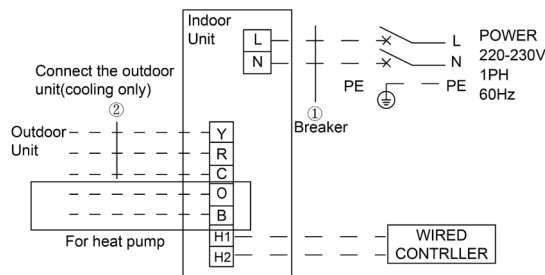 Indoor
Unit
L
N
L
N
PE
PE
POWER
220-230V
1PH
60Hz
①
Breaker
Connect the outdoor
unit(cooling only)
②
Outdoor
Unit
Y
R
C
O
B
H1
H2
For heat pump
WIRED
CONTRLLER